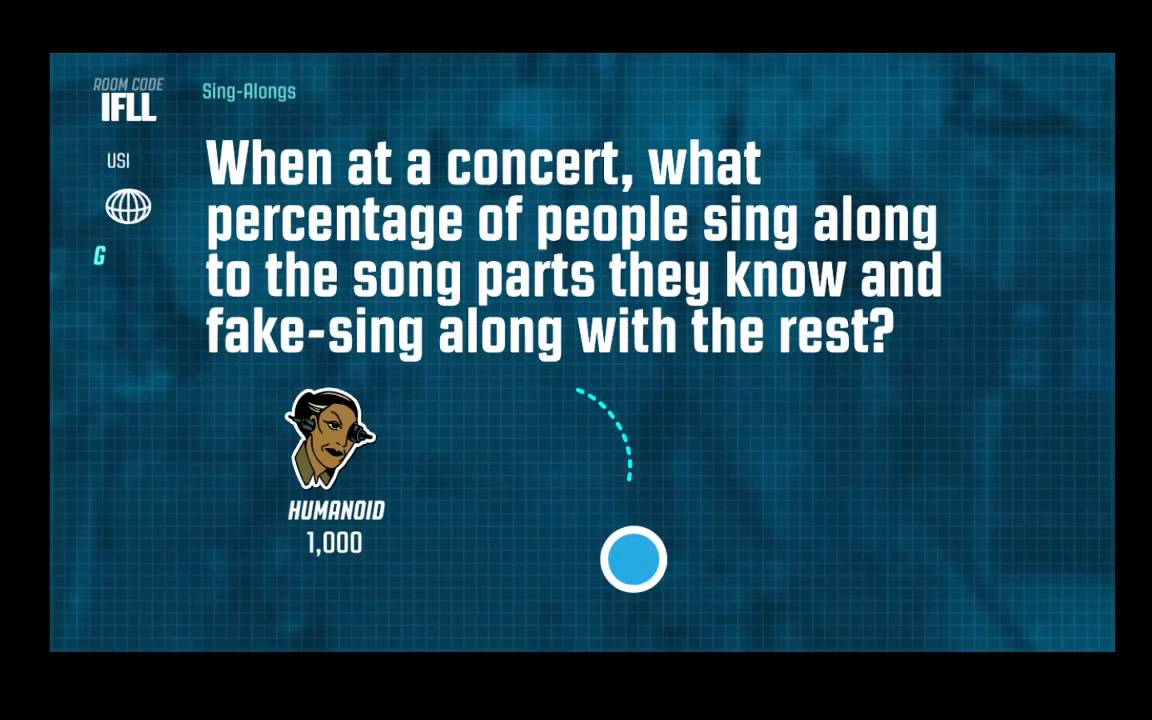 ROOM CODE
IFLL
USI
G
Sing-Alongs
When at a concert, what
percentage of people sing along
to the song parts they know and
fake-sing along with the rest?
HUMANOID
1,000